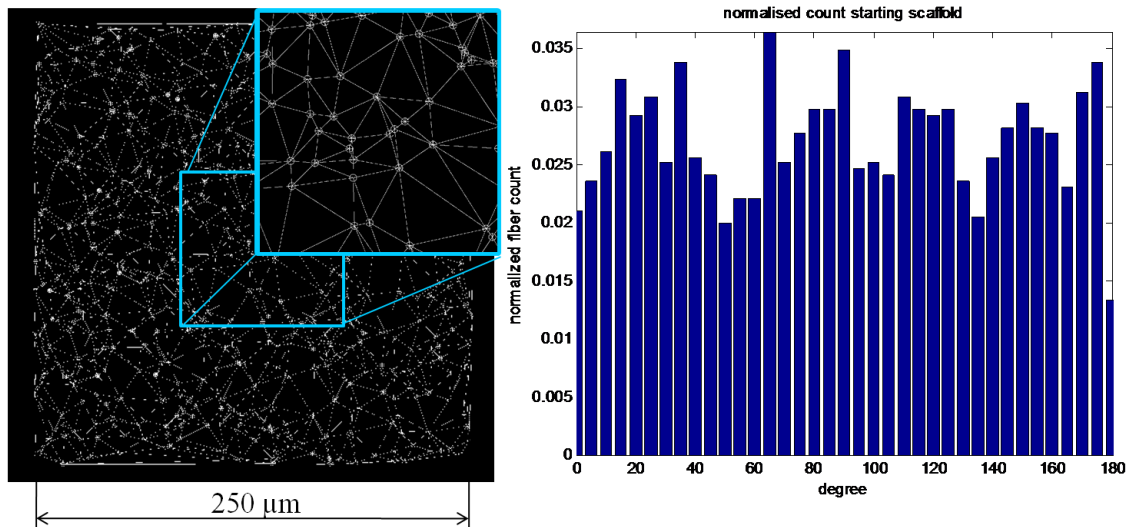 250 µm
normalised count starting scaffold
normalized fiber count
0.035
0.03
0.025
0.02
0.015
0.01
0.005
0
0 20 40 60 80 100 120 140 160 180
degree